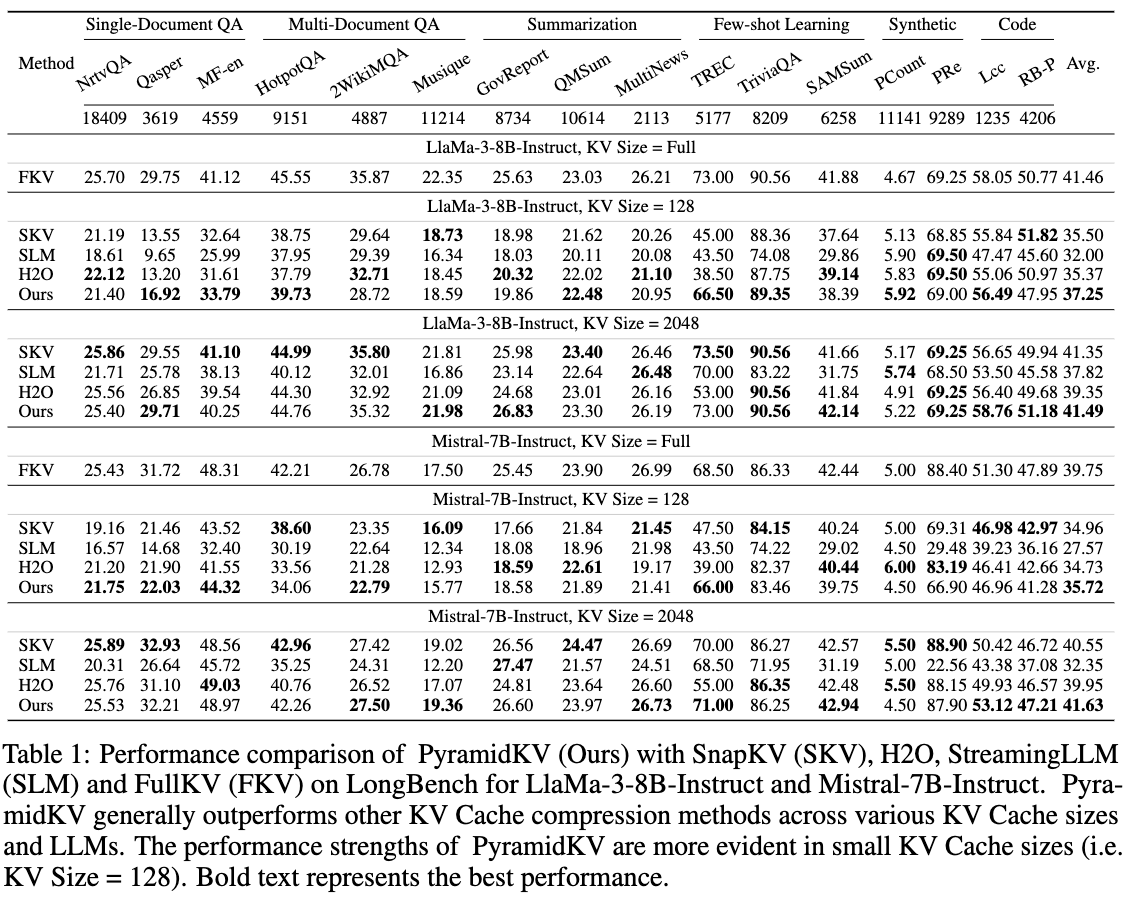 Single-Document QA Multi-Document QA Summarization Few-shot Learning Synthetic Code
Method NrtvQA Qasper MF-en HotpotQA 2WikiMQA Musique GovReport QMSum MultiNews TREC TriviaQA SAMSum PCount PRe Lcc RB-P Avg.
18409 3619 4559 9151 4887 11214 8734 10614 2113 5177 8209 6258 11141 9289 1235 4206
LlaMa-3-8B-Instruct, KV Size = Full
FKV 25.70 29.75 41.12 45.55 35.87 22.35 25.63 23.03 26.21 73.00 90.56 41.88 4.67 69.25 58.05 50.77 41.46
LlaMa-3-8B-Instruct, KV Size = 128
SKV 21.19 13.55 32.64 38.75 29.64 18.73 18.98 21.62 20.26 45.00 88.36 37.64 5.13 68.85 55.84 51.82 35.50
SLM 18.61 9.65 25.99 37.95 29.39 16.34 18.03 20.11 20.08 43.50 74.08 29.86 5.90 69.50 47.47 45.60 32.00
H2O 22.12 13.20 31.61 37.79 32.71 18.45 20.32 22.02 21.10 38.50 87.75 39.14 5.83 69.50 55.06 50.97 35.37
Ours 21.40 16.92 33.79 39.73 28.72 18.59 19.86 22.48 20.95 66.50 89.35 38.39 5.92 69.00 56.49 47.95 37.25
LlaMa-3-8B-Instruct, KV Size = 2048
SKV 25.86 29.55 41.10 44.99 35.80 21.81 25.98 23.40 26.46 73.50 90.56 41.66 5.17 69.25 56.65 49.94 41.35
SLM 21.71 25.78 38.13 40.12 32.01 16.86 23.14 22.64 26.48 70.00 83.22 31.75 5.74 68.50 53.50 45.58 37.82
H2O 25.56 26.85 39.54 44.30 32.92 21.09 24.68 23.01 26.16 53.00 90.56 41.84 4.91 69.25 56.40 49.68 39.35
Ours 25.40 29.71 40.25 44.76 35.32 21.98 26.83 23.30 26.19 73.00 90.56 42.14 5.22 69.25 58.76 51.18 41.49
Mistral-7B-Instruct, KV Size = Full
FKV 25.43 31.72 48.31 42.21 26.78 17.50 25.45 23.90 26.99 68.50 86.33 42.44 5.00 88.40 51.30 47.89 39.75
Mistral-7B-Instruct, KV Size = 128
SKV 19.16 21.46 43.52 38.60 23.35 16.09 17.66 21.84 21.45 47.50 84.15 40.24 5.00 69.31 46.98 42.97 34.96
SLM 16.57 14.68 32.40 30.19 22.64 12.34 18.08 18.96 21.98 43.50 74.22 29.02 4.50 29.48 39.23 36.16 27.57
H2O 21.20 21.90 41.55 33.56 21.28 12.93 18.59 22.61 19.17 39.00 82.37 40.44 6.00 83.19 46.41 42.66 34.73
Ours 21.75 22.03 44.32 34.06 22.79 15.77 18.58 21.89 21.41 66.00 83.46 39.75 4.50 66.90 46.96 41.28 35.72
Mistral-7B-Instruct, KV Size = 2048
SKV 25.89 32.93 48.56 42.96 27.42 19.02 26.56 24.47 26.69 70.00 86.27 42.57 5.50 88.90 50.42 46.72 40.55
SLM 20.31 26.64 45.72 35.25 24.31 12.20 27.47 21.57 24.51 68.50 71.95 31.19 5.00 22.56 43.38 37.08 32.35
H2O 25.76 31.10 49.03 40.76 26.52 17.07 24.81 23.64 26.60 55.00 86.35 42.48 5.50 88.15 49.93 46.57 39.95
Ours 25.53 32.21 48.97 42.26 27.50 19.36 26.60 23.97 26.73 71.00 86.25 42.94 4.50 87.90 53.12 47.21 41.63
Table 1: Performance comparison of PyramidKV (Ours) with SnapKV (SKV), H2O, StreamingLLM
(SLM) and FullKV (FKV) on LongBench for LlaMa-3-8B-Instruct and Mistral-7B-Instruct. Pyra-
midKV generally outperforms other KV Cache compression methods across various KV Cache sizes
and LLMs. The performance strengths of PyramidKV are more evident in small KV Cache sizes (i.e.
KV Size = 128). Bold text represents the best performance.